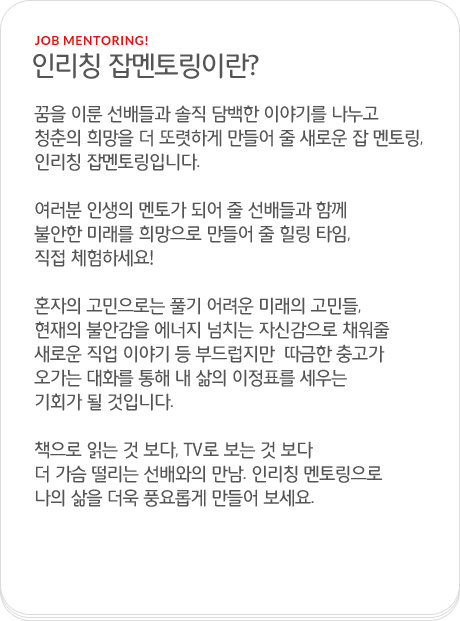 JOB MENTORING!
인리칭 잡멘토링이란?
꿈을 이룬 선배들과 솔직 담백한 이야기를 나누고
청춘의 희망을 더 또렷하게 만들어 줄 새로운 잡 멘토링,
인리칭 잡멘토링입니다.
여러분 인생의 멘토가 되어 줄 선배들과 함께
불안한 미래를 희망으로 만들어 줄 힐링 타임,
직접 체험하세요!
혼자의 고민으로는 풀기 어려운 미래의 고민들,
현재의 불안감을 에너지 넘치는 자신감으로 채워줄
새로운 직업 이야기 등 부드럽지만 따금한 충고가
오가는 대화를 통해 내 삶의 이정표를 세우는
기회가 될 것입니다.
책으로 읽는 것 보다, TV로 보는 것 보다
더 가슴 떨리는 선배와의 만남. 인리칭 멘토링으로
나의 삶을 더욱 풍요롭게 만들어 보세요.